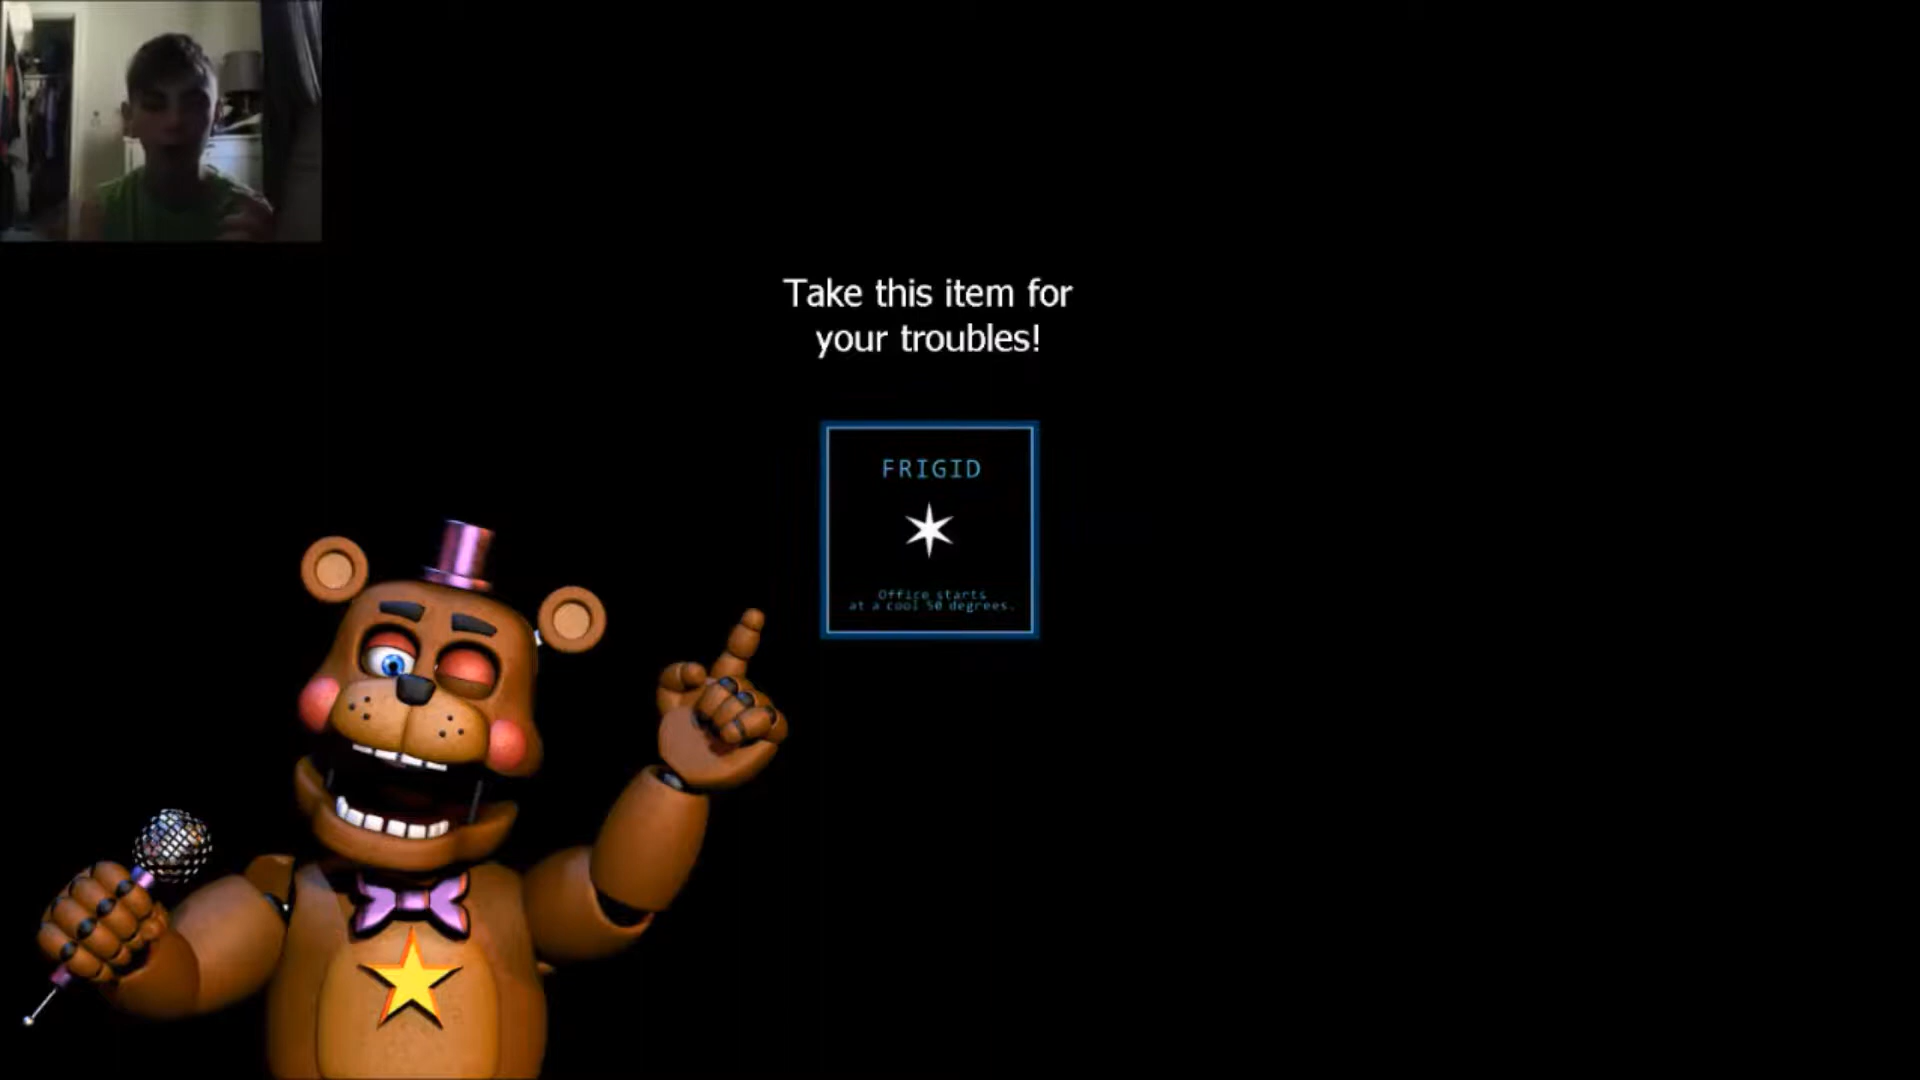 Take this item for
your troubles!
FRIGID
Office starts
at a cool 50 degrees.